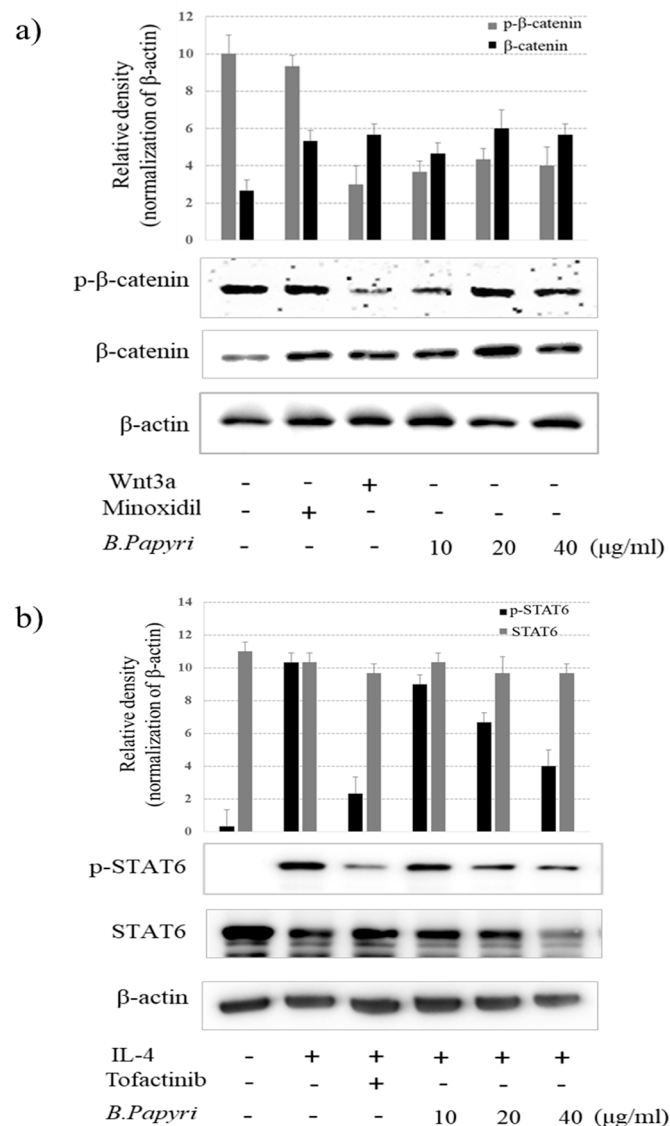 a)
p-β-catenin
β-catenin
Relative density
(normalization of β-actin)
12
10
8
6
4
2
0
p-β-catenin
β-catenin
β-actin
Wnt3a - - + - - -
Minoxidil - + - - - -
B.Papyri - - - 10 20 40 (μg/ml)
b)
p-STAT6
STAT6
Relative density
(normalization of β-actin)
14
12
10
8
6
4
2
0
p-STAT6
STAT6
β-actin
IL-4 - + + + + +
Tofactinib - - + - - -
B.Papyri - - - 10 20 40 (μg/ml)